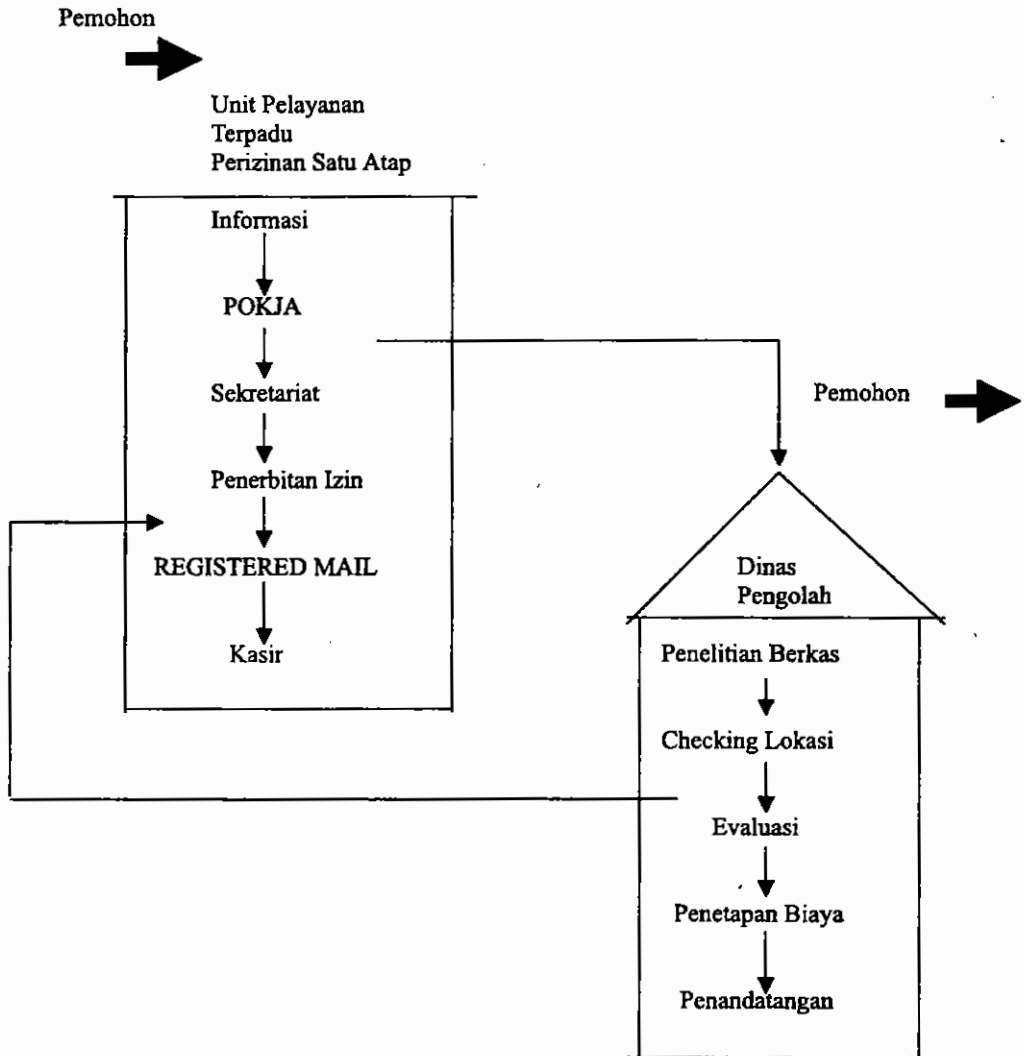 Pemohon
Unit Pelayanan
Terpadu
Perizinan Satu Atap
Informasi
POKJA
Sekretariat
Penerbitan Izin
REGISTERED MAIL
Kasir
Pemohon
Dinas
Pengolah
Penelitian Berkas
Checking Lokasi
Evaluasi
Penetapan Biaya
Penandatangan